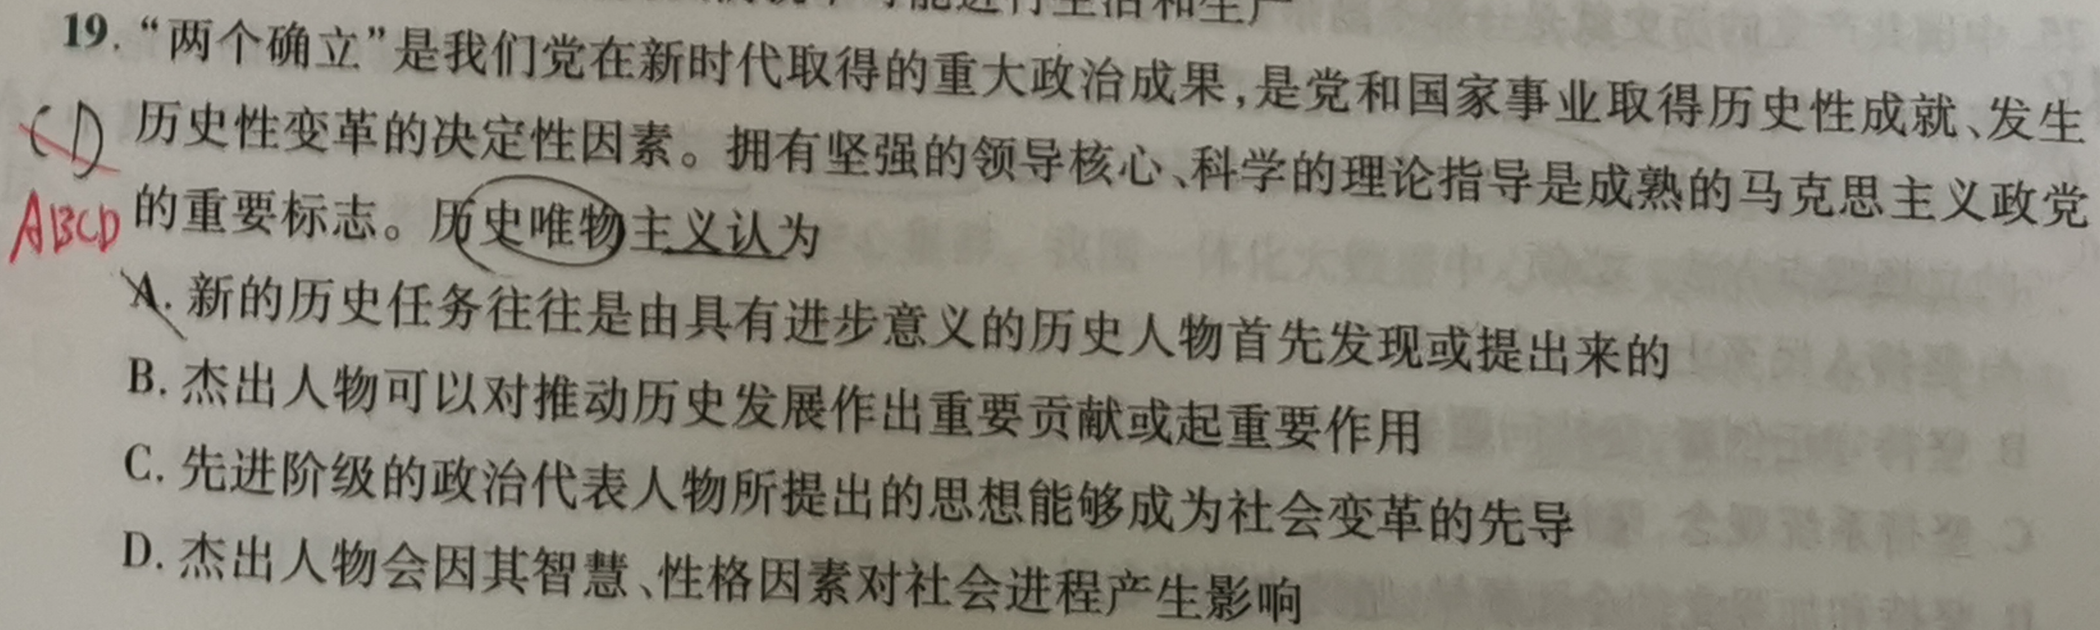 19.“两个确立”是我们党在新时代取得的重大政治成果,是党和国家事业取得历史性成就、发生
CD
历史性变革的决定性因素。拥有坚强的领导核心、科学的理论指导是成熟的马克思主义政党
ABCD
的重要标志。历史唯物主义认为
A. 新的历史任务往往是由具有进步意义的历史人物首先发现或提出来的
B. 杰出人物可以对推动历史发展作出重要贡献或起重要作用
C. 先进阶级的政治代表人物所提出的思想能够成为社会变革的先导
D. 杰出人物会因其智慧、性格因素对社会进程产生影响